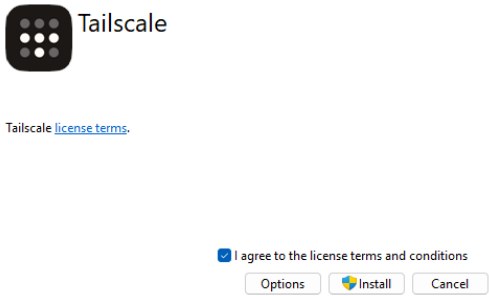 Tailscale
Tailscale license terms.
I agree to the license terms and conditions
Options Install Cancel